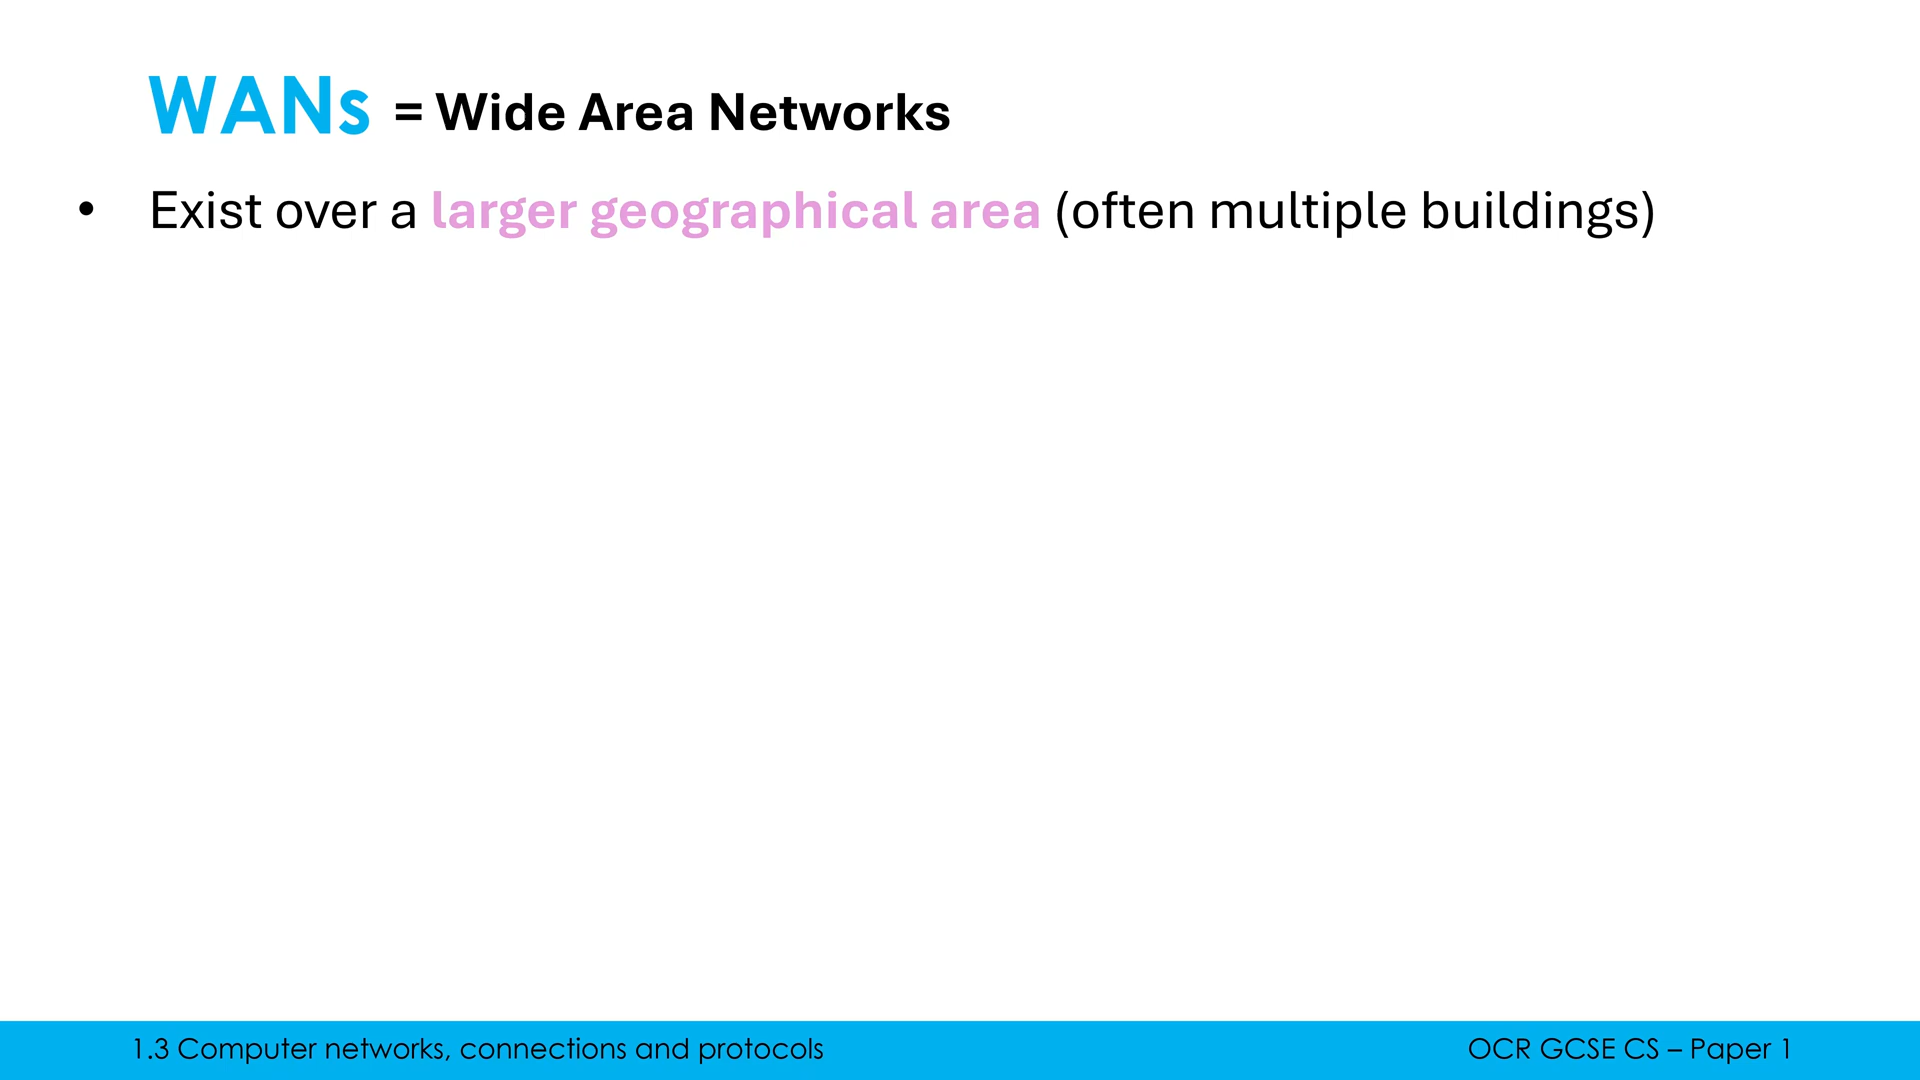 WANs = Wide Area Networks
• Exist over a larger geographical area (often multiple buildings)
1.3 Computer networks, connections and protocols
OCR GCSE CS – Paper 1